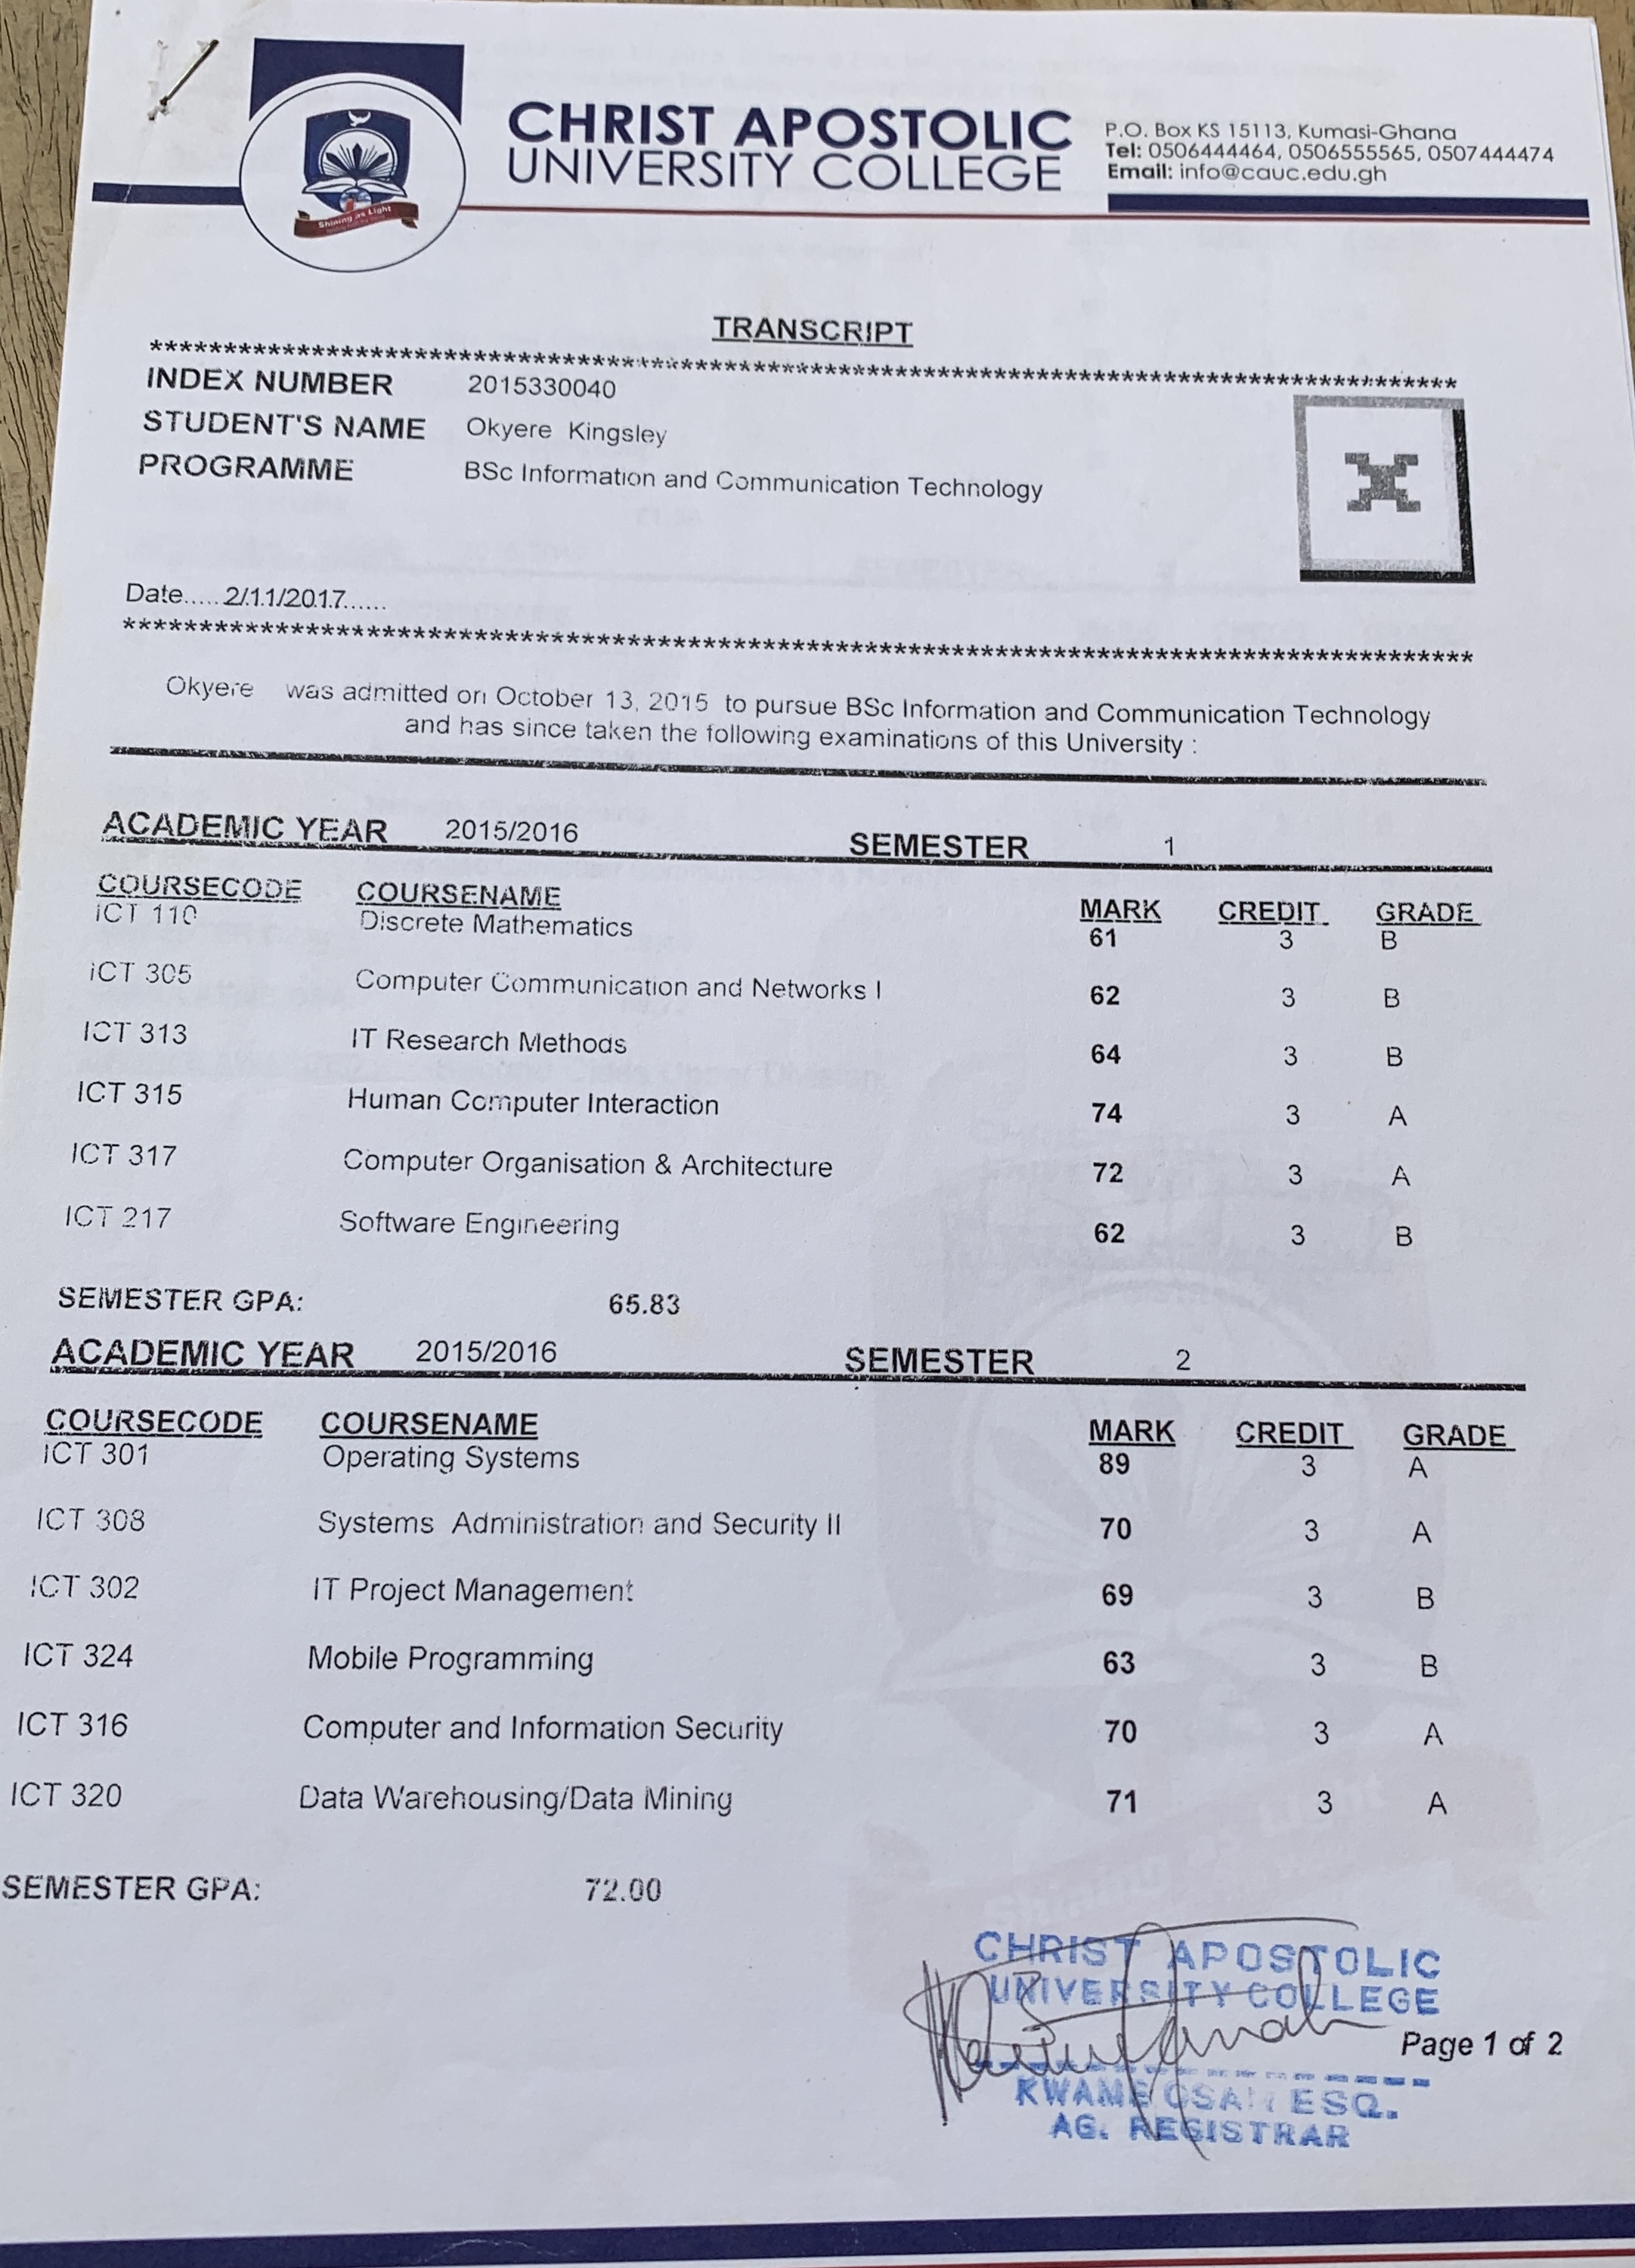 CHRIST APOSTOLIC
UNIVERSITY COLLEGE
P.O. Box KS 15113, Kumasi-Ghana
Tel: 0506444464, 0506555565, 0507444474
Email: info@cauc.edu.gh
Shining as Light
TRANSCRIPT
INDEX NUMBER 2015330040
STUDENT'S NAME Okyere Kingsley
PROGRAMME BSc Information and Communication Technology
Date.....2/11/2017......
Okyere was admitted on October 13, 2015 to pursue BSc Information and Communication Technology
and has since taken the following examinations of this University :
ACADEMIC YEAR 2015/2016 SEMESTER 1
COURSECODE COURSENAME MARK CREDIT GRADE
ICT 110 Discrete Mathematics 61 3 B
ICT 305 Computer Communication and Networks I 62 3 B
ICT 313 IT Research Methods 64 3 B
ICT 315 Human Computer Interaction 74 3 A
ICT 317 Computer Organisation & Architecture 72 3 A
ICT 217 Software Engineering 62 3 B
SEMESTER GPA: 65.83
ACADEMIC YEAR 2015/2016 SEMESTER 2
COURSECODE COURSENAME MARK CREDIT GRADE
ICT 301 Operating Systems 89 3 A
ICT 308 Systems Administration and Security II 70 3 A
ICT 302 IT Project Management 69 3 B
ICT 324 Mobile Programming 63 3 B
ICT 316 Computer and Information Security 70 3 A
ICT 320 Data Warehousing/Data Mining 71 3 A
SEMESTER GPA: 72.00
CHRIST APOSTOLIC
UNIVERSITY COLLEGE
Page 1 of 2
KWAME ESQ.
AG. REGISTRAR